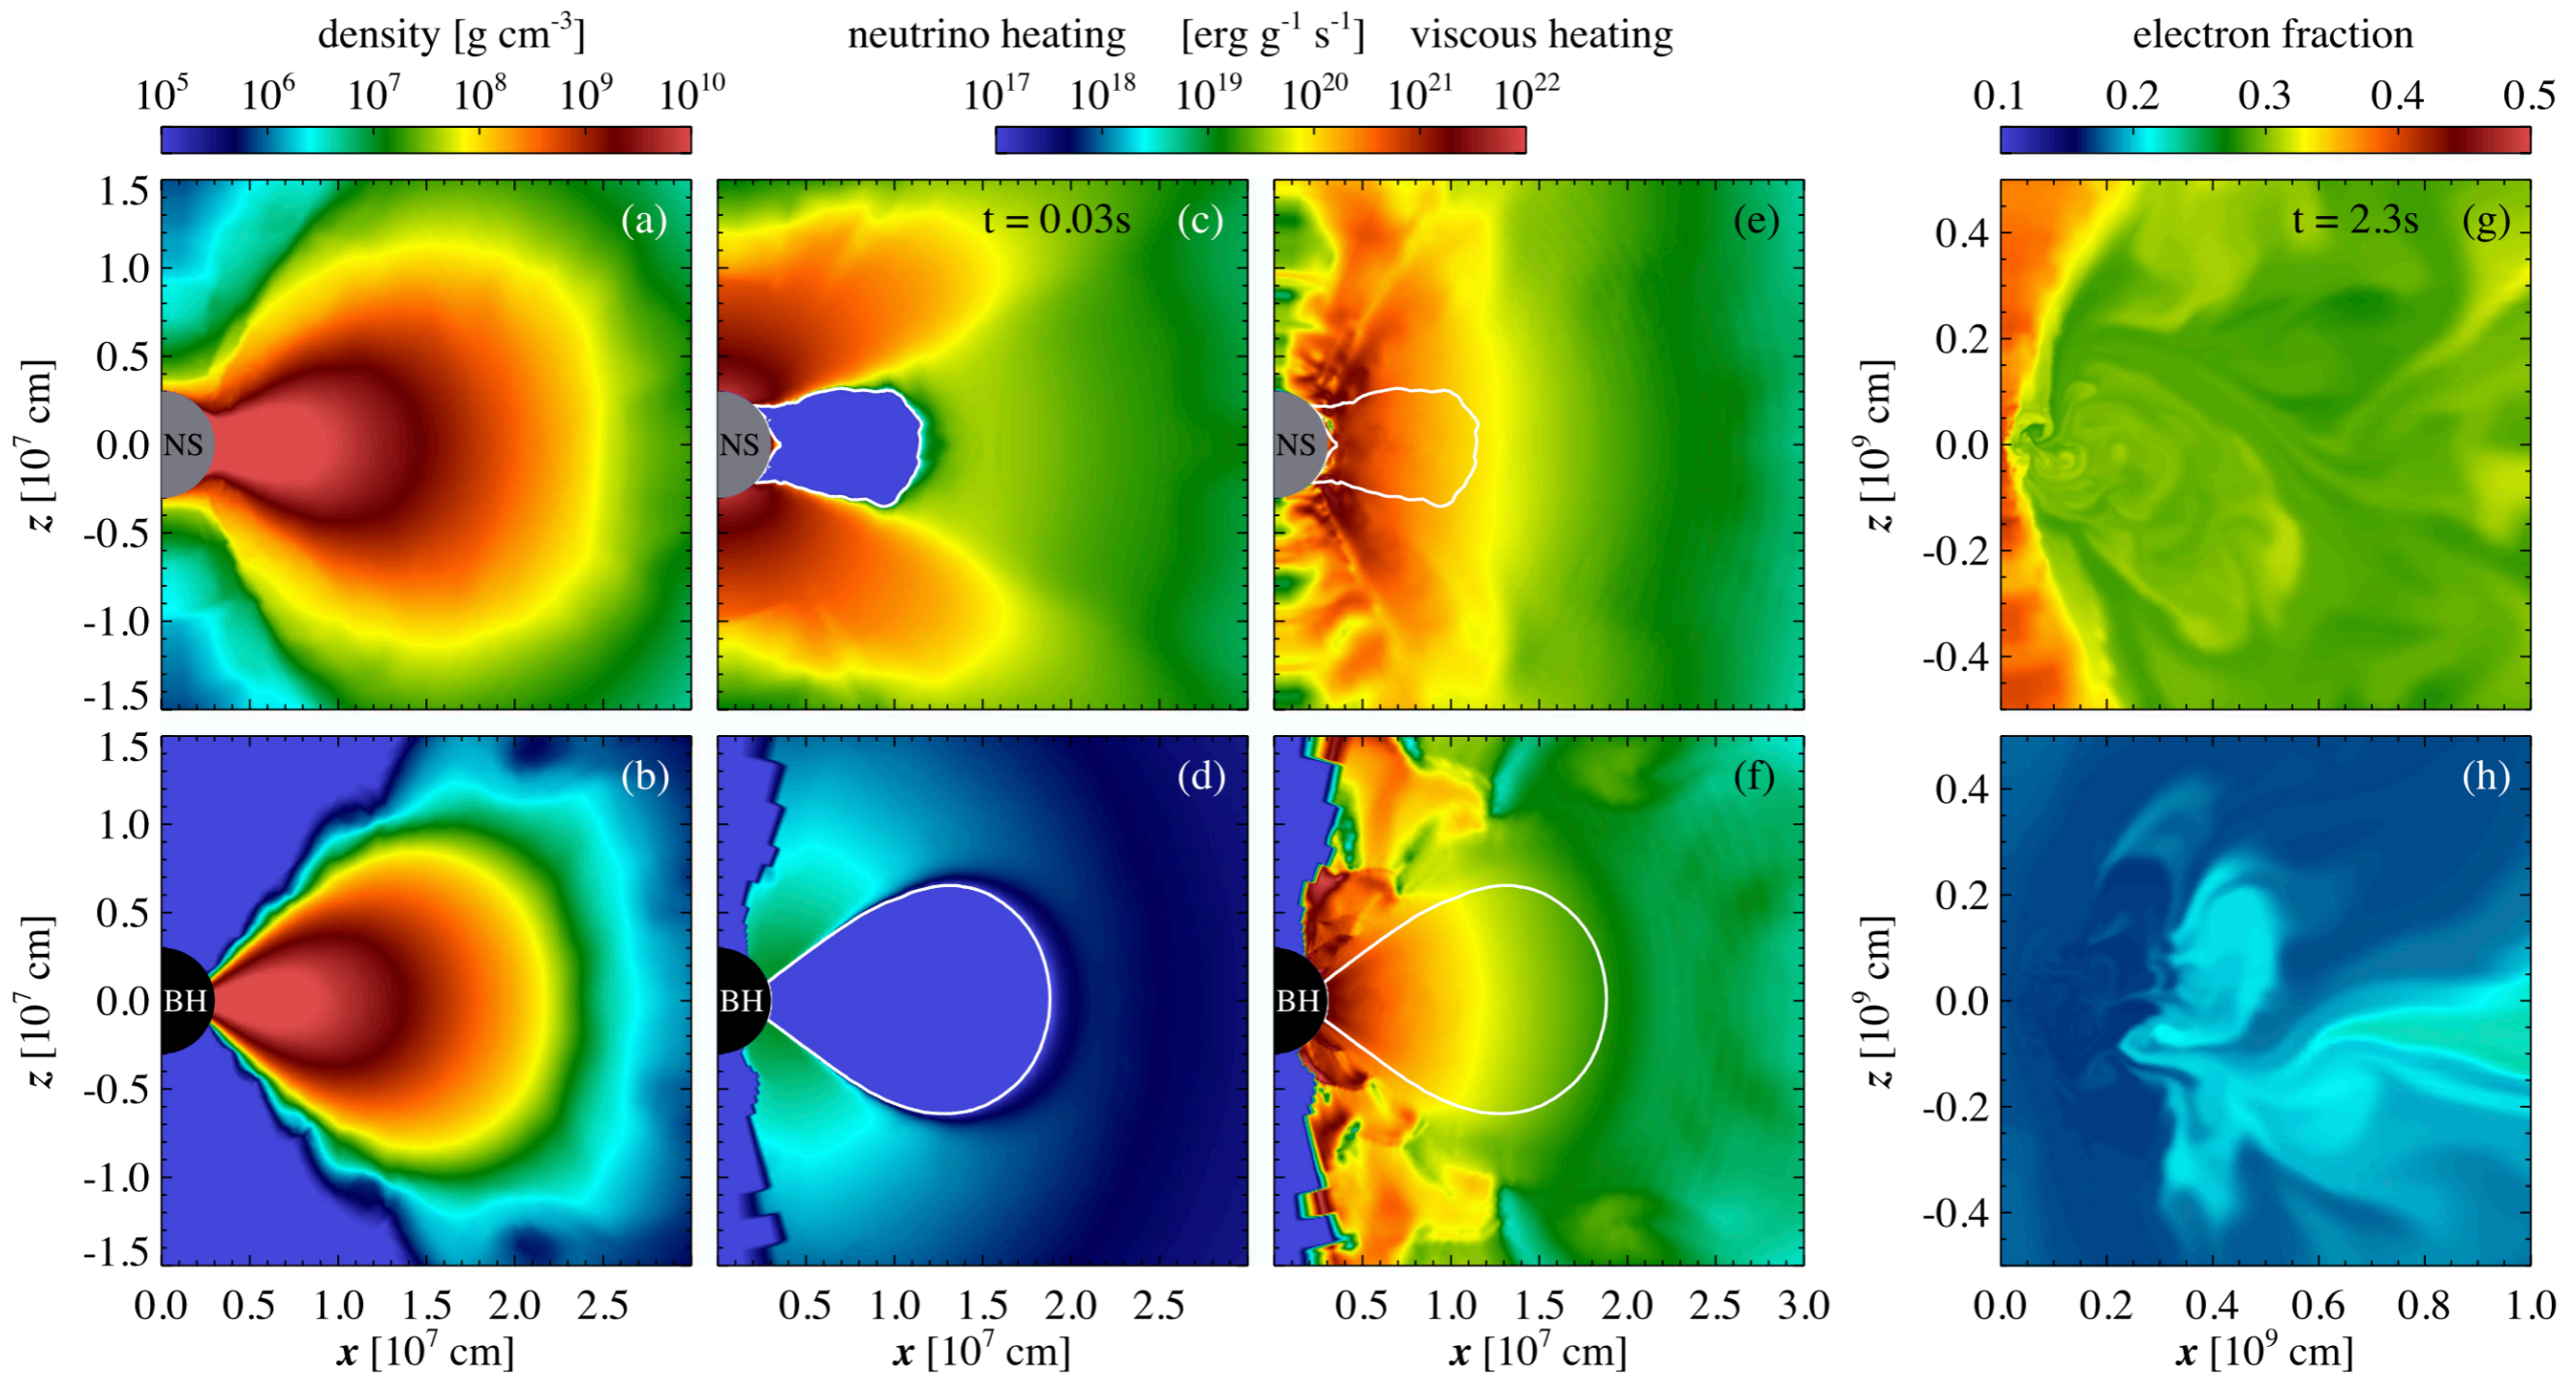 density [g cm⁻³]
neutrino heating [erg g⁻¹ s⁻¹] viscous heating
electron fraction
10⁵ 10⁶ 10⁷ 10⁸ 10⁹ 10¹⁰
10¹⁷ 10¹⁸ 10¹⁹ 10²⁰ 10²¹ 10²²
0.1 0.2 0.3 0.4 0.5
1.5
1.0
0.5
0.0
-0.5
-1.0
-1.5
z [10⁷ cm]
(a)
NS
t = 0.03s (c)
NS
(e)
NS
0.4
0.2
0.0
-0.2
-0.4
z [10⁹ cm]
t = 2.3s (g)
1.5
1.0
0.5
0.0
-0.5
-1.0
-1.5
z [10⁷ cm]
(b)
BH
(d)
BH
(f)
BH
0.4
0.2
0.0
-0.2
-0.4
z [10⁹ cm]
(h)
0.0 0.5 1.0 1.5 2.0 2.5
0.5 1.0 1.5 2.0 2.5
0.5 1.0 1.5 2.0 2.5 3.0
0.0 0.2 0.4 0.6 0.8 1.0
x [10⁷ cm]
x [10⁷ cm]
x [10⁷ cm]
x [10⁹ cm]